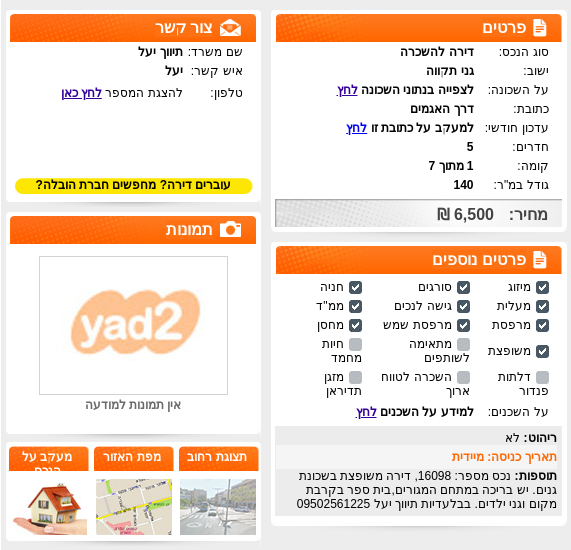 פרטים
סוג הנכס: דירה להשכרה
ישוב: גני תקווה
על השכונה: לצפייה בנתוני השכונה לחץ
כתובת: דרך האגמים
עדכון חודשי: למעקב על כתובת זו לחץ
חדרים: 5
קומה: 1 מתוך 7
גודל במ"ר: 140
מחיר: 6,500 ₪
פרטים נוספים
מיזוג סורגים חניה
מעלית גישה לנכים ממ"ד
מרפסת מרפסת שמש מחסן
משופצת מתאימה לשותפים חיות מחמד
דלתות פנדור השכרה לטווח ארוך מזגן תדיראן
על השכנים: למידע על השכנים לחץ
ריהוט: לא
תאריך כניסה: מיידית
תוספות: נכס מספר: 16098, דירה משופצת בשכונת
גנים. יש בריכה במתחם המגורים,בית ספר בקרבת
מקום וגני ילדים. בבלעדיות תיווך יעל 09502561225
צור קשר
שם משרד: תיווך יעל
איש קשר: יעל
טלפון: להצגת המספר לחץ כאן
עוברים דירה? מחפשים חברת הובלה?
תמונות
yad2
אין תמונות למודעה
תצוגת רחוב
מפת האזור
מעקב על
הנכס